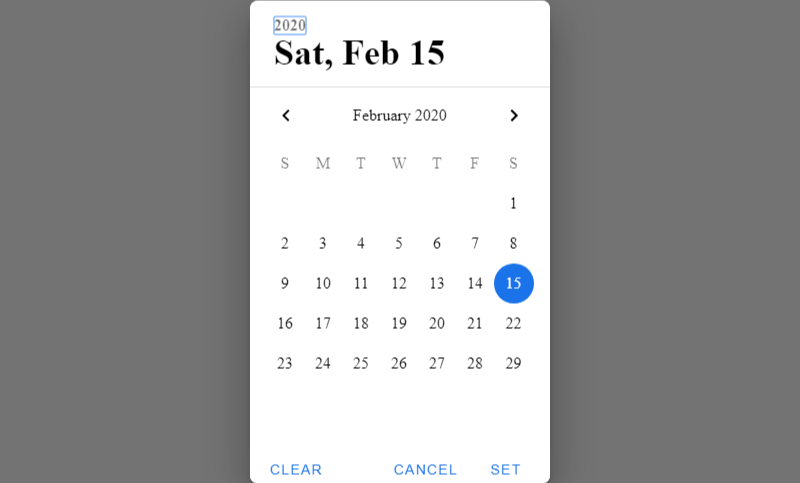 2020
Sat, Feb 15
February 2020
S M T W T F S
1
2 3 4 5 6 7 8
9 10 11 12 13 14 15
16 17 18 19 20 21 22
23 24 25 26 27 28 29
CLEAR CANCEL SET